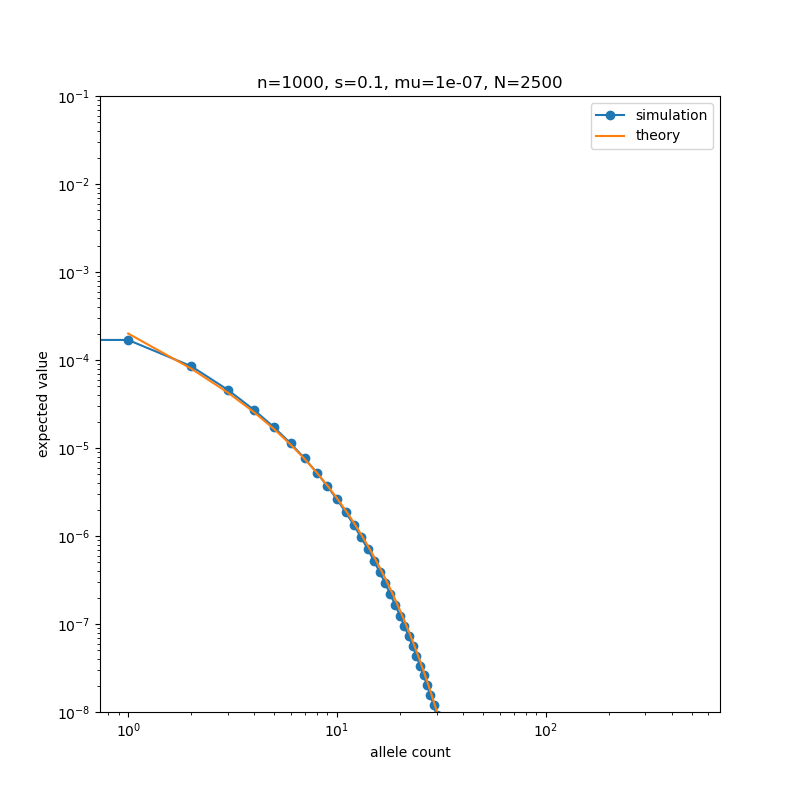 n=1000, s=0.1, mu=1e-07, N=2500
simulation
theory
10⁻¹
10⁻²
10⁻³
10⁻⁴
10⁻⁵
10⁻⁶
10⁻⁷
10⁻⁸
expected value
10⁰
10¹
10²
allele count